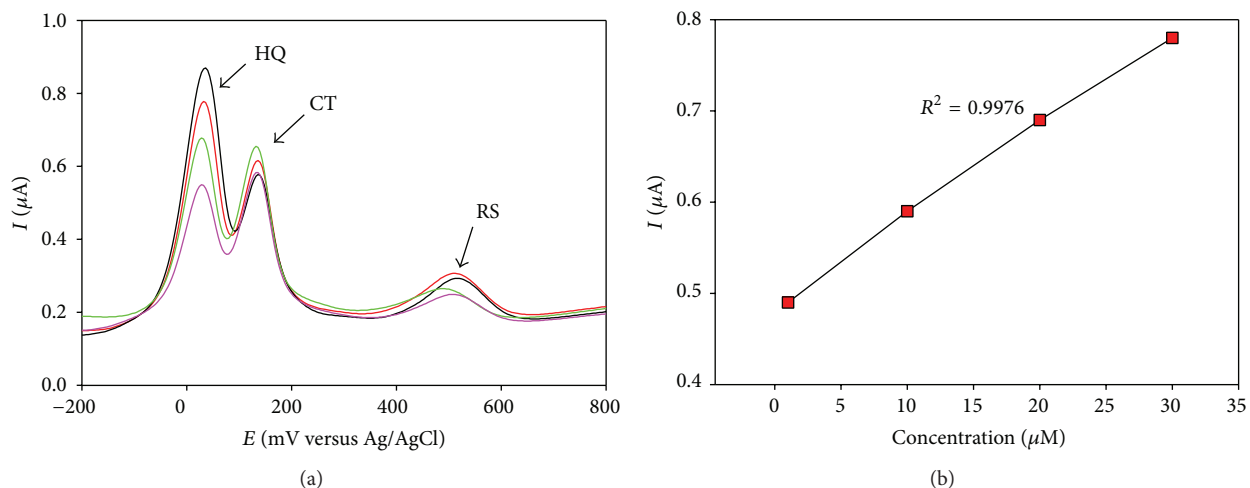 1.0
0.8
0.6
0.4
0.2
0.0
I (μA)
HQ
CT
RS
−200
0
200
400
600
800
E (mV versus Ag/AgCl)
(a)
0.8
0.7
0.6
0.5
0.4
I (μA)
R² = 0.9976
0
5
10
15
20
25
30
35
Concentration (μM)
(b)